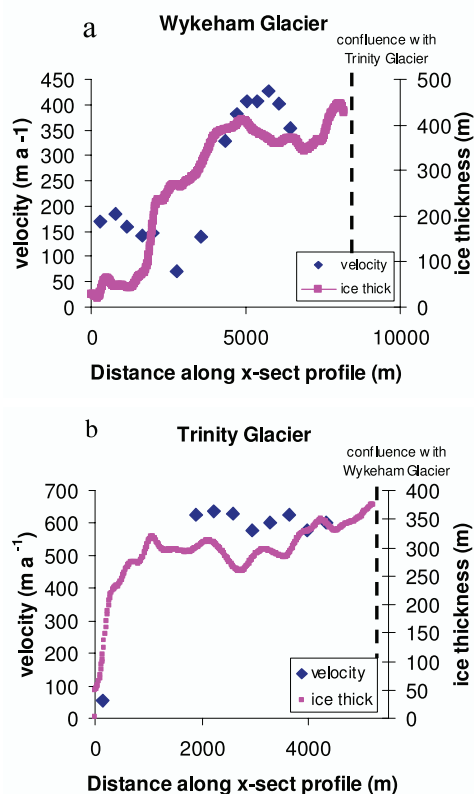 a
Wykeham Glacier
confluence with
Trinity Glacier
450
400
350
300
250
200
150
100
50
0
velocity (m a -1)
500
400
300
200
100
0
ice thickness (m)
velocity
ice thick
0
5000
10000
Distance along x-sect profile (m)
b
Trinity Glacier
confluence with
Wykeham Glacier
700
600
500
400
300
200
100
0
velocity (m a -1)
400
350
300
250
200
150
100
50
0
ice thickness (m)
velocity
ice thick
0
2000
4000
Distance along x-sect profile (m)